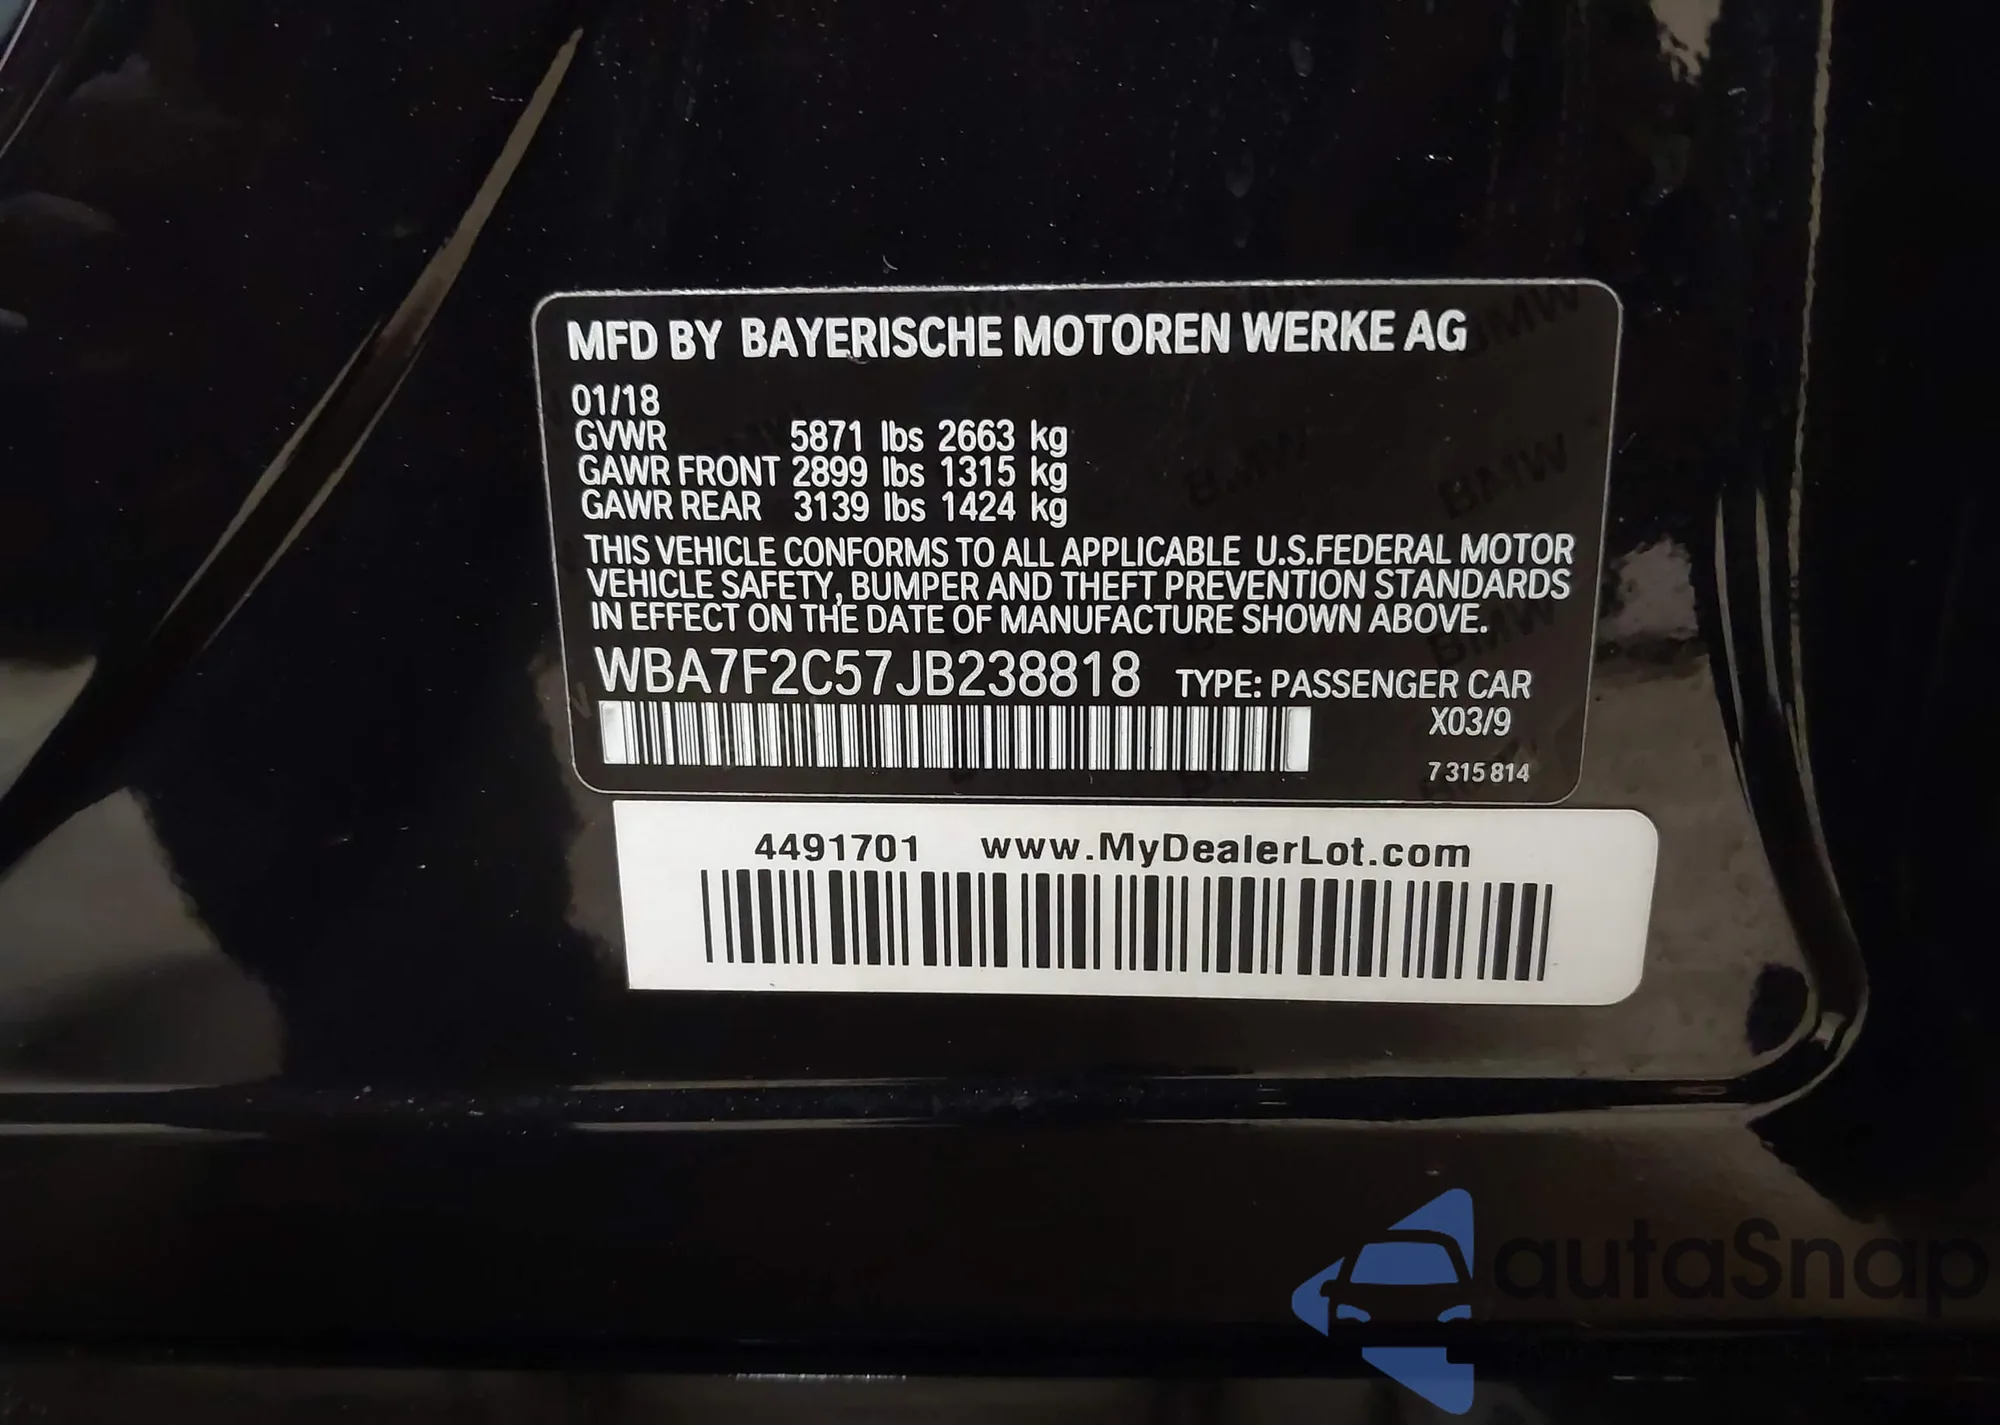 MFD BY BAYERISCHE MOTOREN WERKE AG
01/18
GVWR 5871 lbs 2663 kg
GAWR FRONT 2899 lbs 1315 kg
GAWR REAR 3139 lbs 1424 kg
THIS VEHICLE CONFORMS TO ALL APPLICABLE U.S.FEDERAL MOTOR
VEHICLE SAFETY, BUMPER AND THEFT PREVENTION STANDARDS
IN EFFECT ON THE DATE OF MANUFACTURE SHOWN ABOVE.
WBA7F2C57JB238818 TYPE: PASSENGER CAR
X03/9
7 315 814
4491701 www.MyDealerLot.com
autaSnap